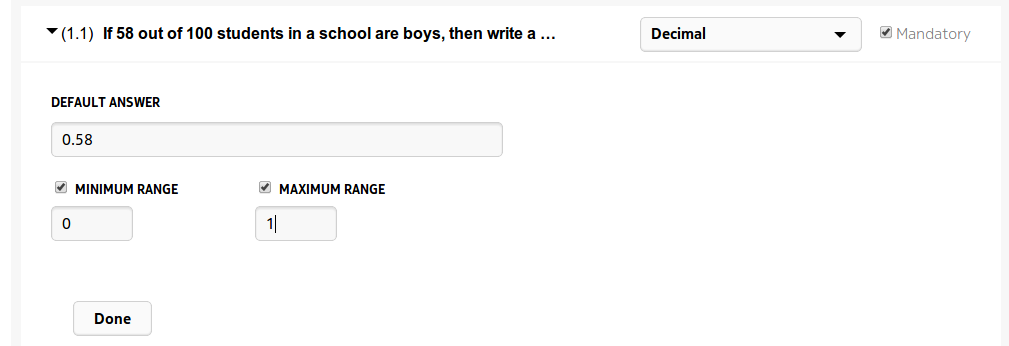 (1.1) If 58 out of 100 students in a school are boys, then write a ... Decimal Mandatory
DEFAULT ANSWER
0.58
MINIMUM RANGE MAXIMUM RANGE
0 1
Done